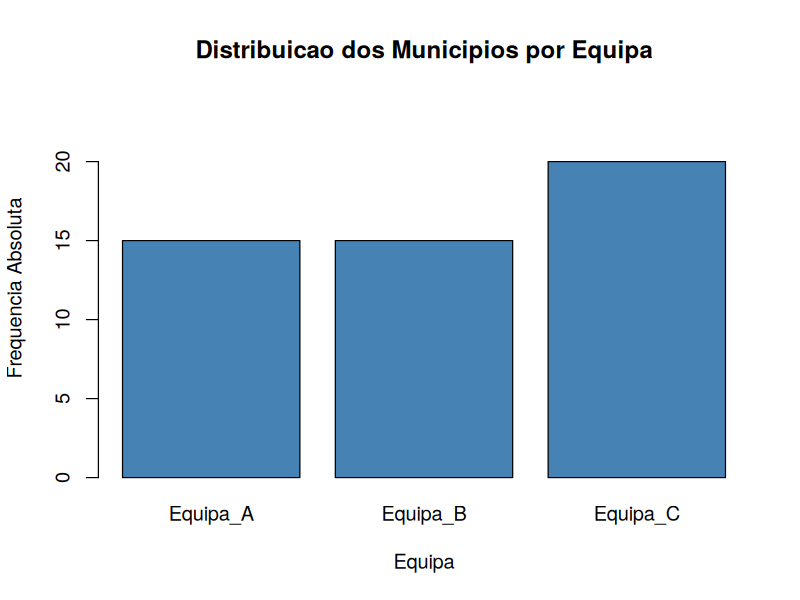 Distribuicao dos Municipios por Equipa
Frequencia Absoluta
20
15
10
5
0
Equipa_A Equipa_B Equipa_C
Equipa